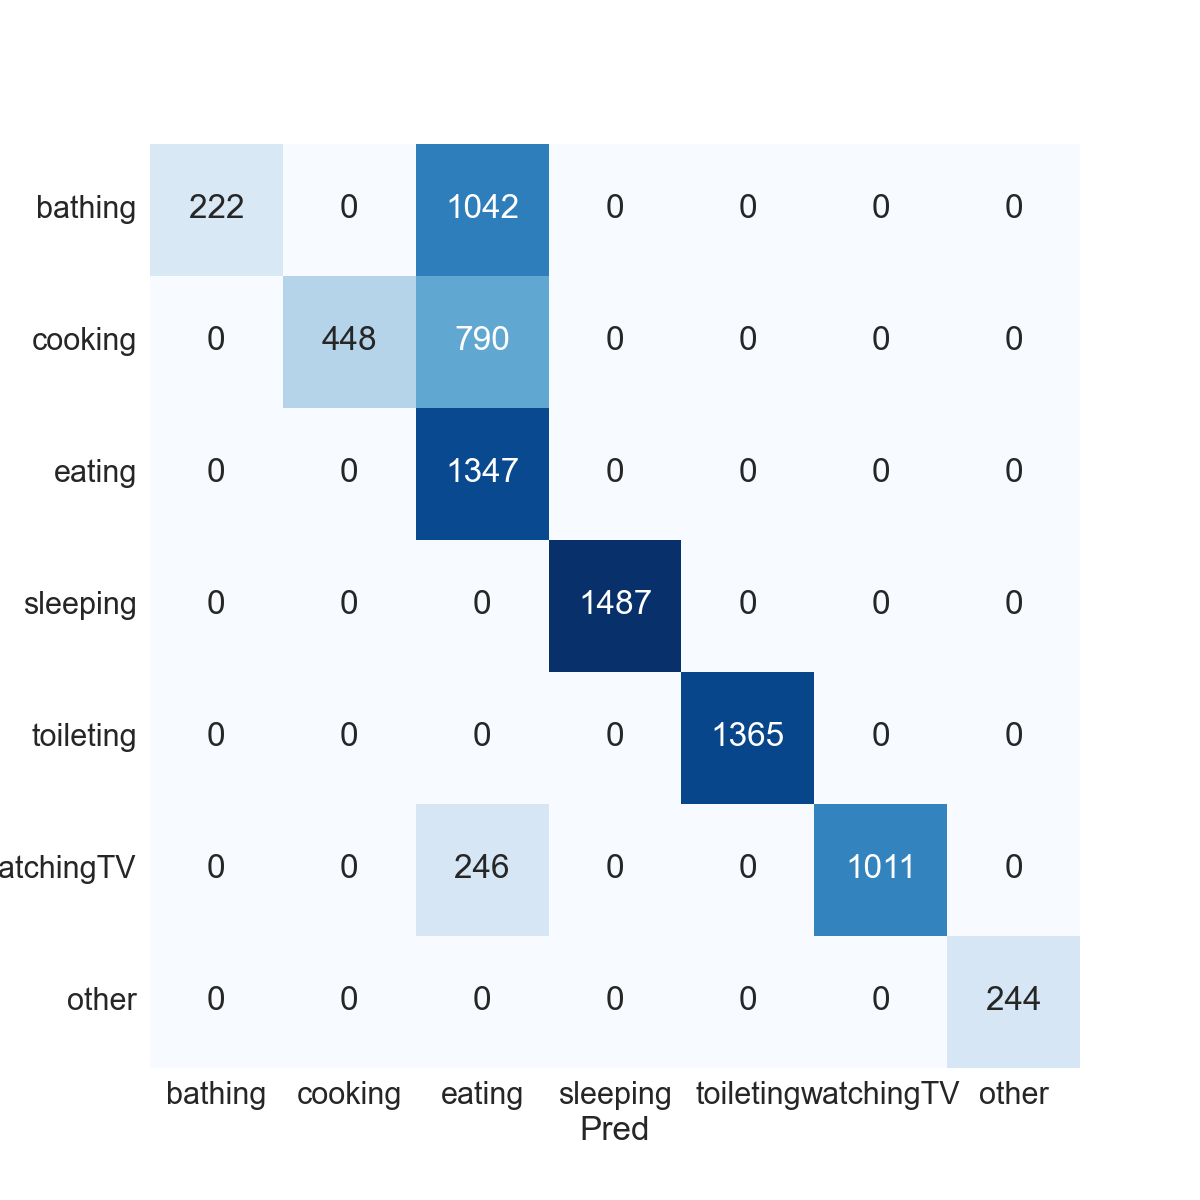 bathing 222 0 1042 0 0 0 0
cooking 0 448 790 0 0 0 0
eating 0 0 1347 0 0 0 0
sleeping 0 0 0 1487 0 0 0
toileting 0 0 0 0 1365 0 0
atchingTV 0 0 246 0 0 1011 0
other 0 0 0 0 0 0 244
bathing cooking eating sleeping toileting watchingTV other
Pred